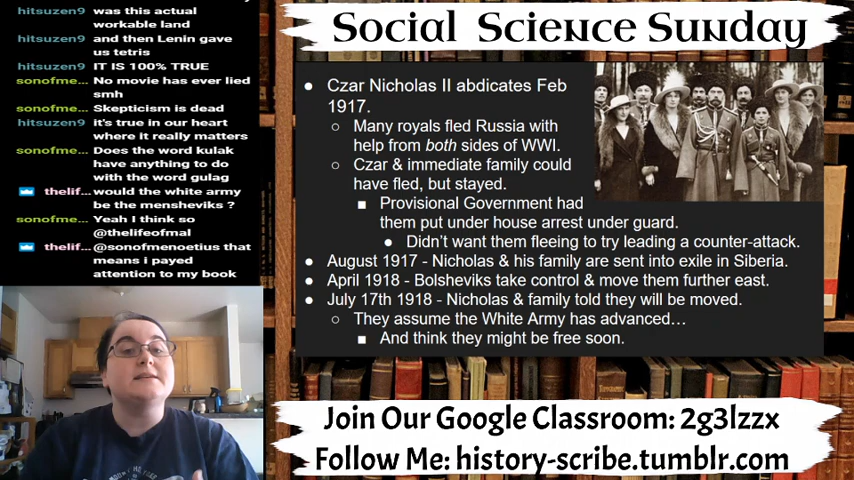 was this actual
workable land
hitsuzen9 and then Lenin gave
us tetris
hitsuzen9 IT IS 100% TRUE
sonofme... No movie has ever lied
smh
sonofme... Skepticism is dead
hitsuzen9 it's true in our heart
where it really matters
sonofme... Does the word kulak
have anything to do
with the word gulag
thelif... would the white army
be the mensheviks ?
sonofme... Yeah I think so
@thelifeofmal
thelif... @sonofmenoetius that
means i payed
attention to my book
Social Science Sunday
• Czar Nicholas II abdicates Feb
1917.
○ Many royals fled Russia with
help from both sides of WWI.
○ Czar & immediate family could
have fled, but stayed.
■ Provisional Government had
them put under house arrest under guard.
● Didn't want them fleeing to try leading a counter-attack.
• August 1917 - Nicholas & his family are sent into exile in Siberia.
• April 1918 - Bolsheviks take control & move them further east.
• July 17th 1918 - Nicholas & family told they will be moved.
○ They assume the White Army has advanced…
■ And think they might be free soon.
Join Our Google Classroom: 2g3lzzx
Follow Me: history-scribe.tumblr.com